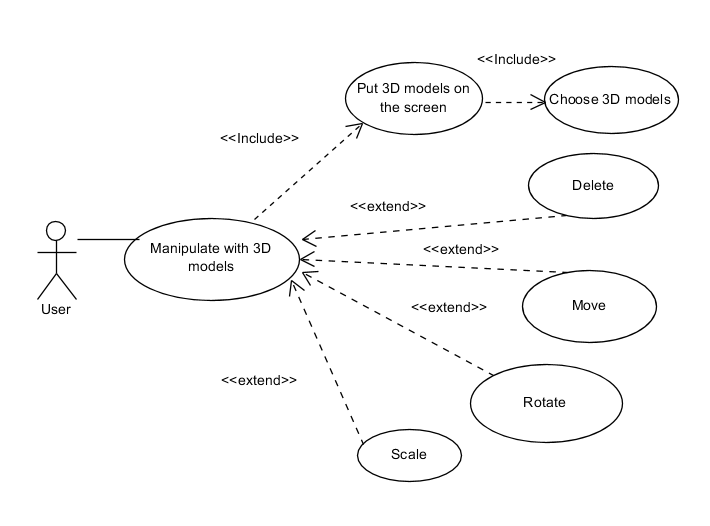 <<Include>>
Put 3D models on
the screen
Choose 3D models
<<Include>>
Delete
<<extend>>
Manipulate with 3D
models
<<extend>>
User
Move
<<extend>>
<<extend>>
Rotate
Scale